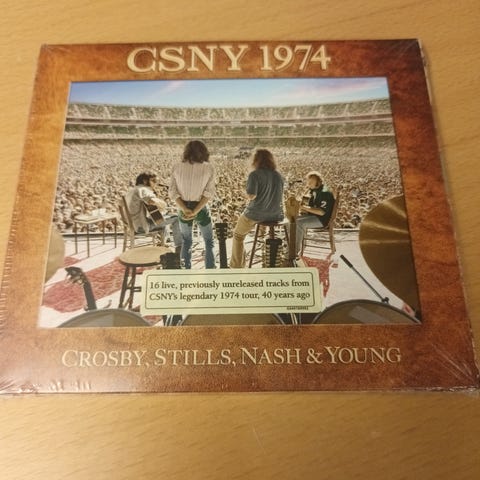 CSNY 1974
16 live, previously unreleased tracks from
CSNY's legendary 1974 tour, 40 years ago
CROSBY, STILLS, NASH & YOUNG